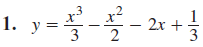 1. y = x³/3 − x²/2 − 2x + 1/3